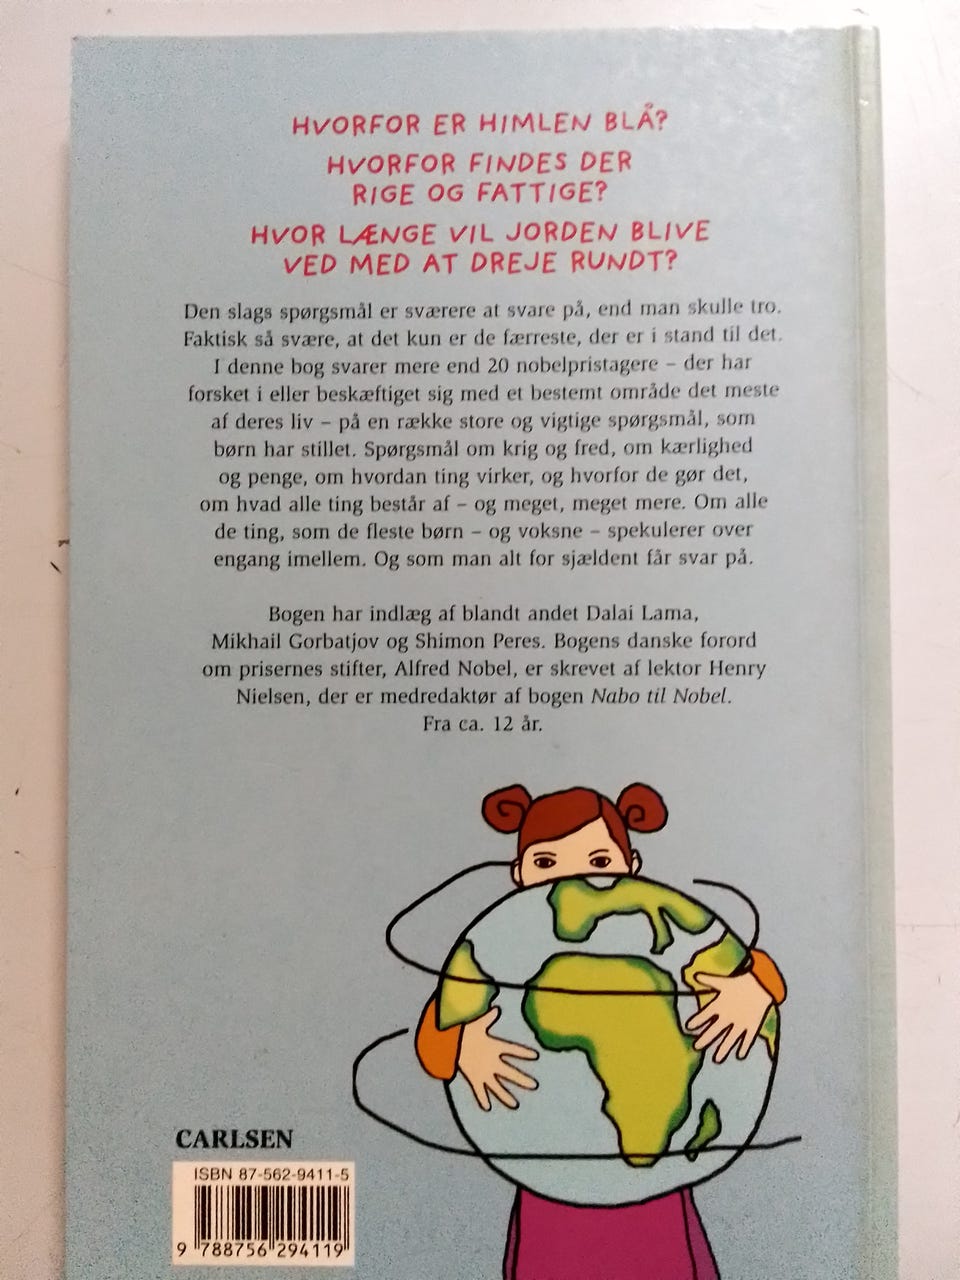 HVORFOR ER HIMLEN BLÅ?
HVORFOR FINDES DER
RIGE OG FATTIGE?
HVOR LÆNGE VIL JORDEN BLIVE
VED MED AT DREJE RUNDT?
Den slags spørgsmål er sværere at svare på, end man skulle tro.
Faktisk så svære, at det kun er de færreste, der er i stand til det.
I denne bog svarer mere end 20 nobelpristagere – der har
forsket i eller beskæftiget sig med et bestemt område det meste
af deres liv – på en række store og vigtige spørgsmål, som
børn har stillet. Spørgsmål om krig og fred, om kærlighed
og penge, om hvordan ting virker, og hvorfor de gør det,
om hvad alle ting består af – og meget, meget mere. Om alle
de ting, som de fleste børn – og voksne – spekulerer over
engang imellem. Og som man alt for sjældent får svar på.
Bogen har indlæg af blandt andet Dalai Lama,
Mikhail Gorbatjov og Shimon Peres. Bogens danske forord
om prisernes stifter, Alfred Nobel, er skrevet af lektor Henry
Nielsen, der er medredaktør af bogen Nabo til Nobel.
Fra ca. 12 år.
CARLSEN
ISBN 87-562-9411-5
9 788756 294119